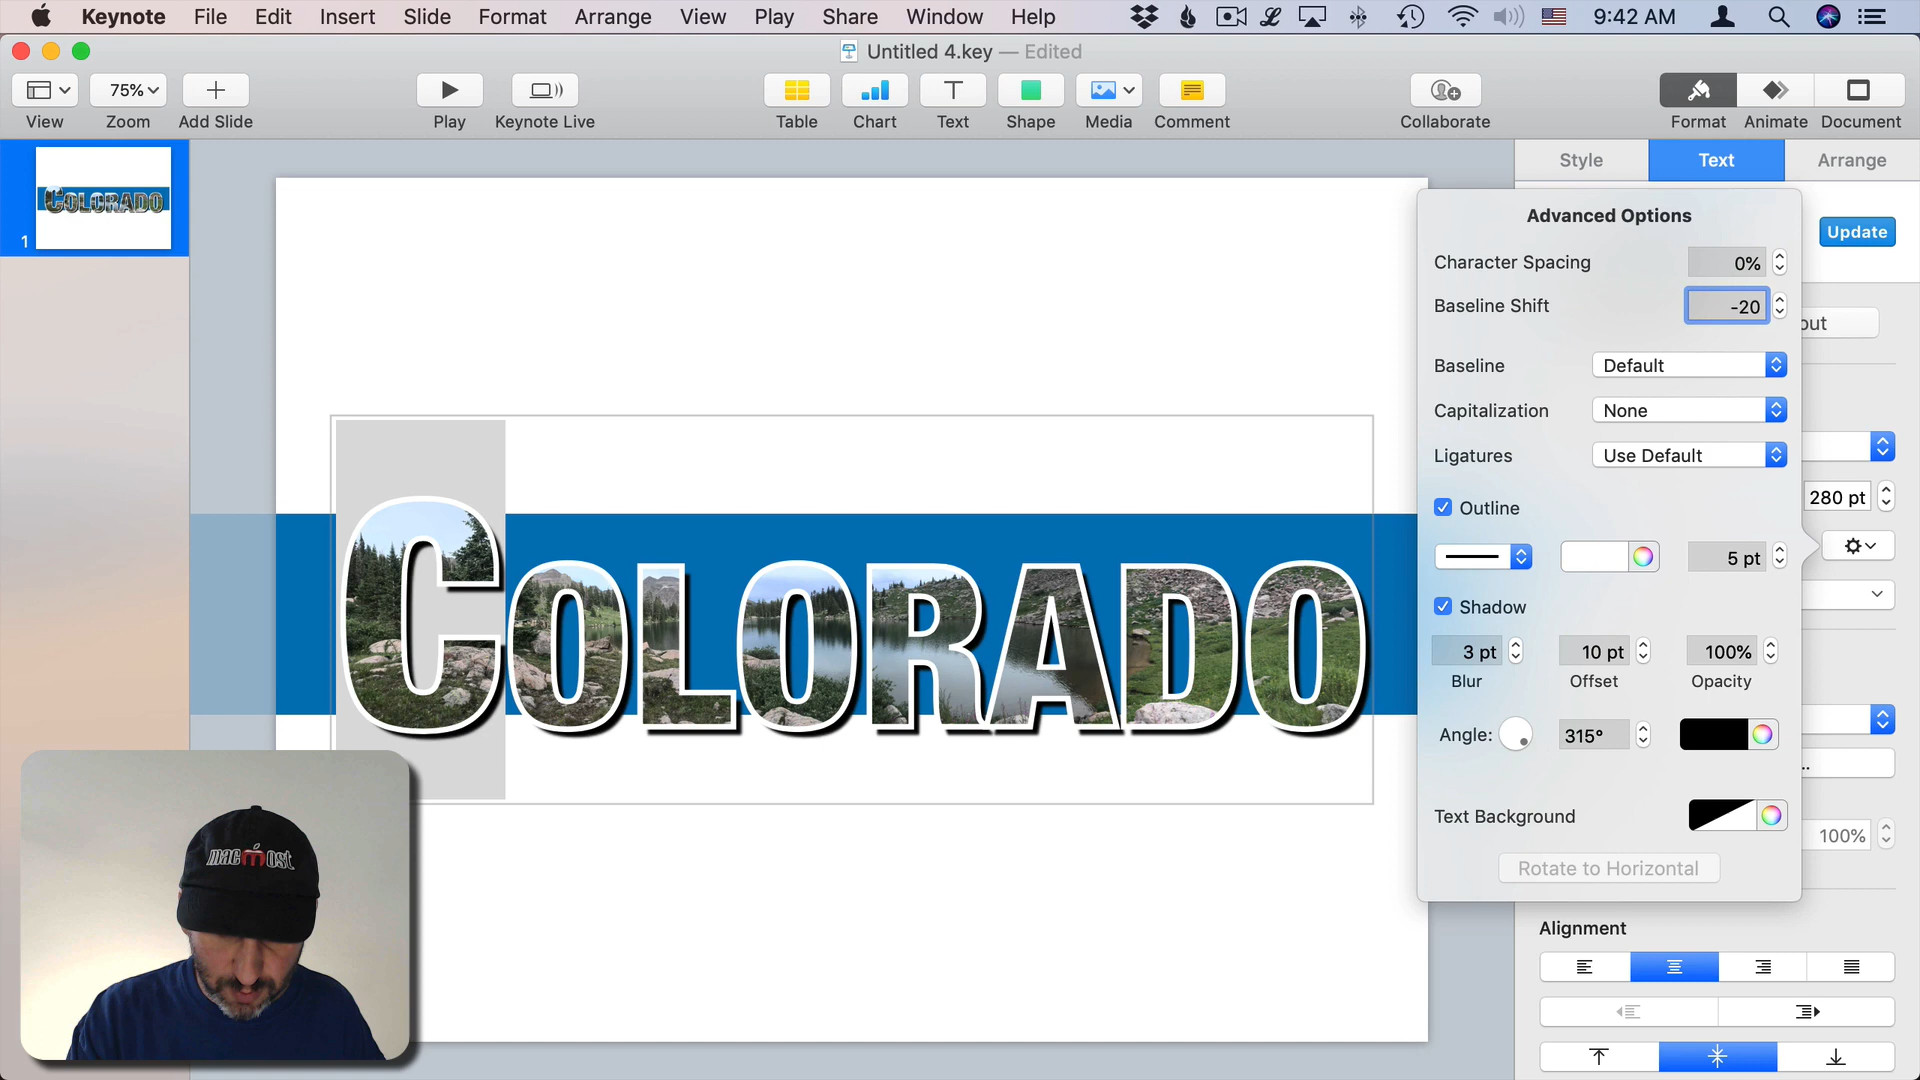 Keynote File Edit Insert Slide Format Arrange View Play Share Window Help 9:42 AM
Untitled 4.key — Edited
75%
View Zoom Add Slide Play Keynote Live Table Chart Text Shape Media Comment Collaborate Format Animate Document
Style Text Arrange
COLORADO
1
Advanced Options
Update
Character Spacing 0%
Baseline Shift -20
out
Baseline Default
Capitalization None
Ligatures Use Default
280 pt
Outline
5 pt
Shadow
3 pt 10 pt 100%
Blur Offset Opacity
Angle: 315°
..
Text Background
100%
Rotate to Horizontal
COLORADO
macmost
Alignment